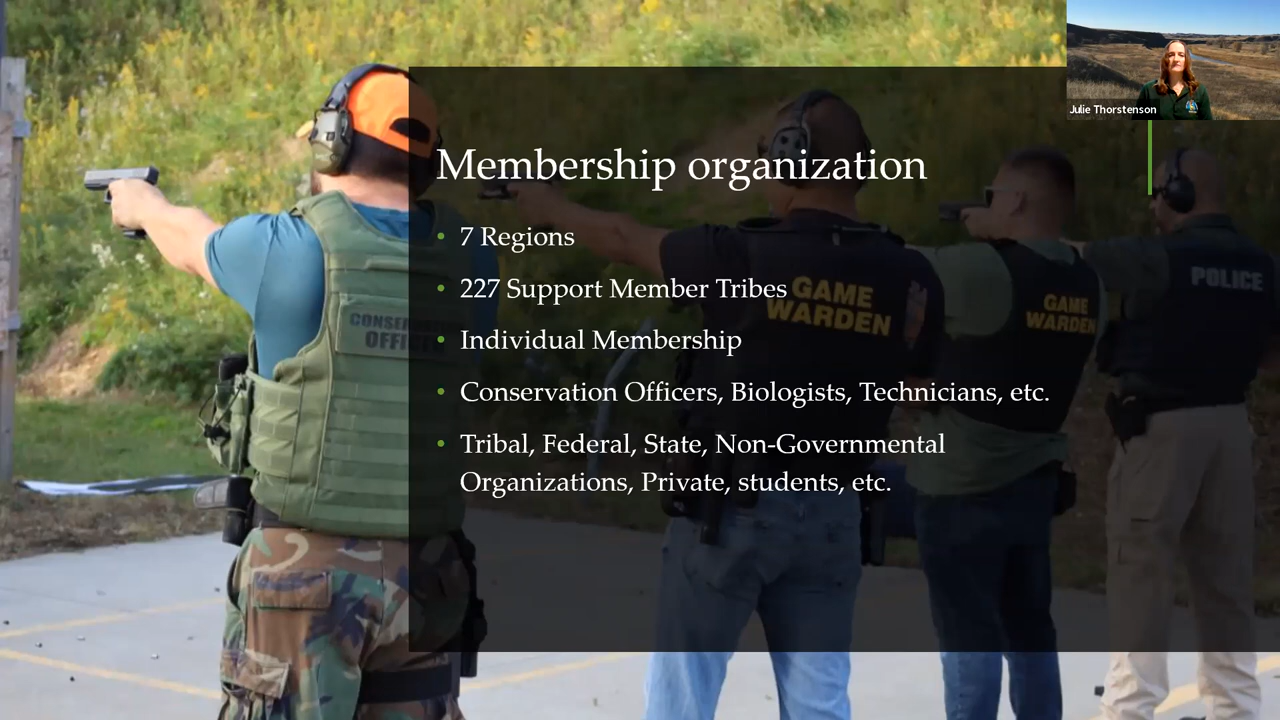 Julie Thorstenson
Membership organization
• 7 Regions
• 227 Support Member Tribes
• Individual Membership
• Conservation Officers, Biologists, Technicians, etc.
• Tribal, Federal, State, Non-Governmental
Organizations, Private, students, etc.
GAME
WARDEN
GAME
WARDEN
POLICE